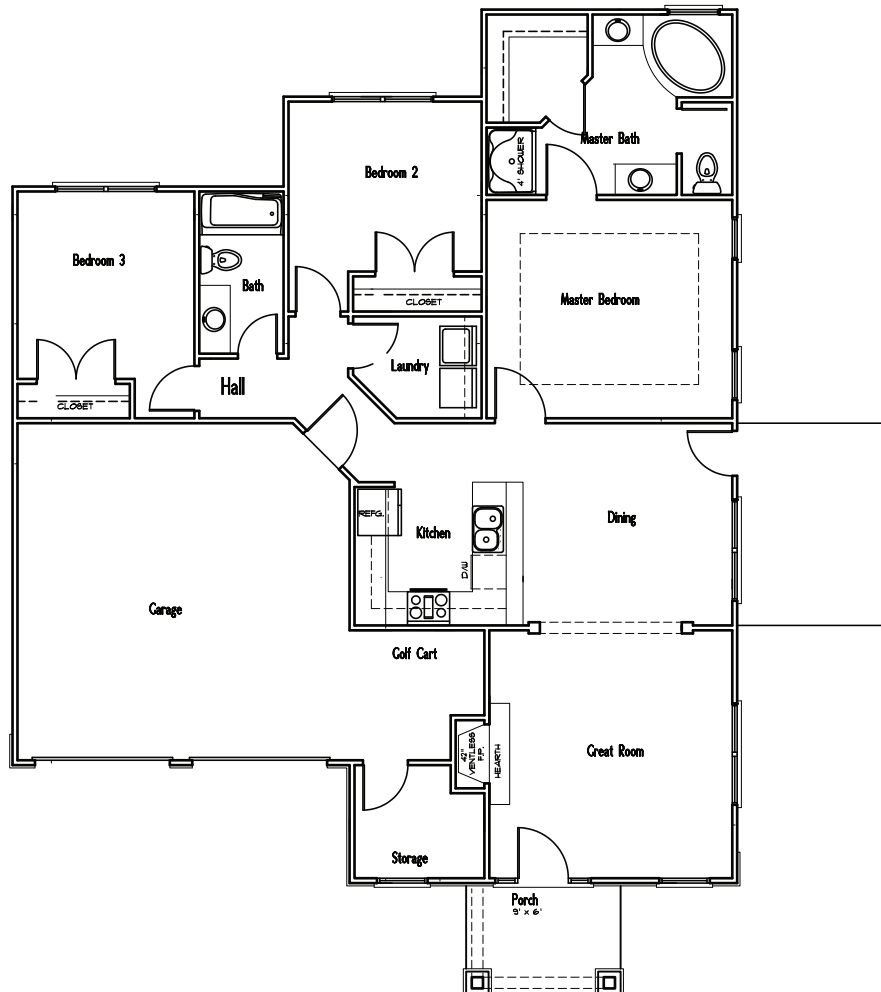 Master Bath
4' SHOWER
Bedroom 2
Bedroom 3
Bath
CLOSET
Master Bedroom
Laundry
Hall
CLOSET
REFG.
Kitchen
D/W
Dining
Garage
Golf Cart
42"
VENTLESS
F.P.
HEARTH
Great Room
Storage
Porch
9' x 6'